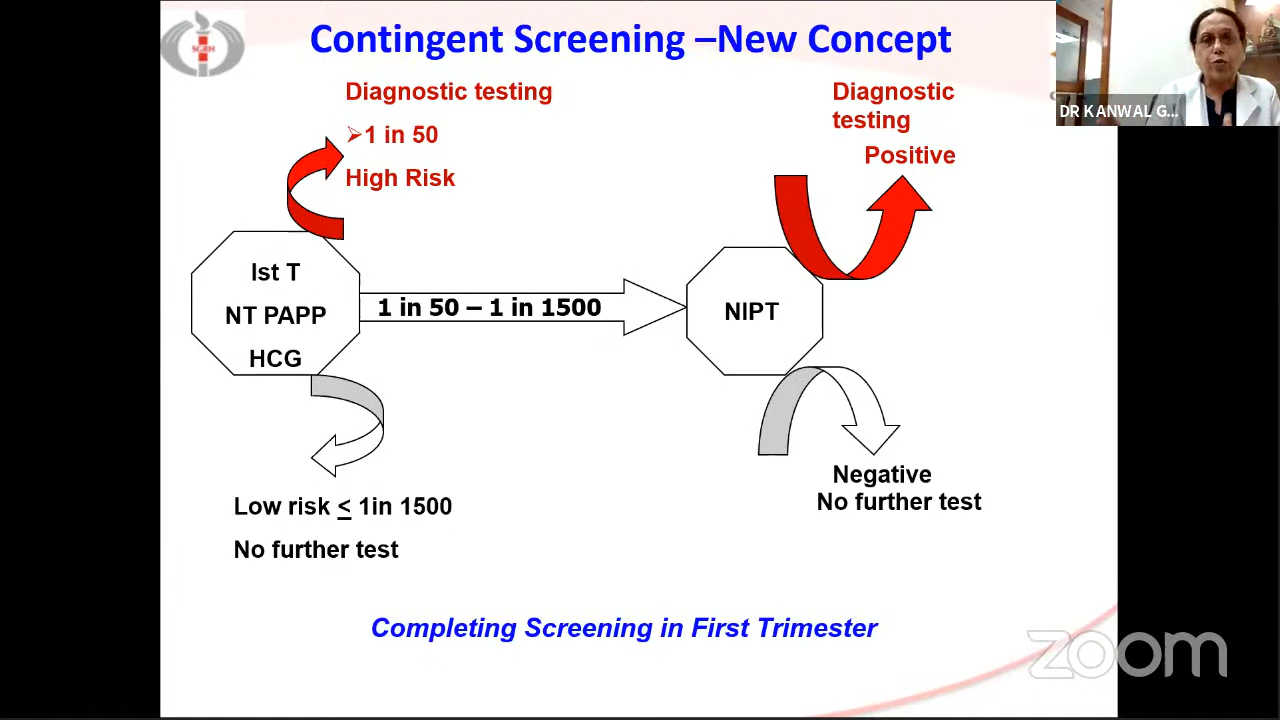 SGRH
Contingent Screening –New Concept
DR KANWAL G...
Diagnostic testing
➢1 in 50
High Risk
Diagnostic
testing
Positive
Ist T
NT PAPP
HCG
1 in 50 – 1 in 1500
NIPT
Low risk ≤ 1in 1500
No further test
Negative
No further test
Completing Screening in First Trimester
zoom